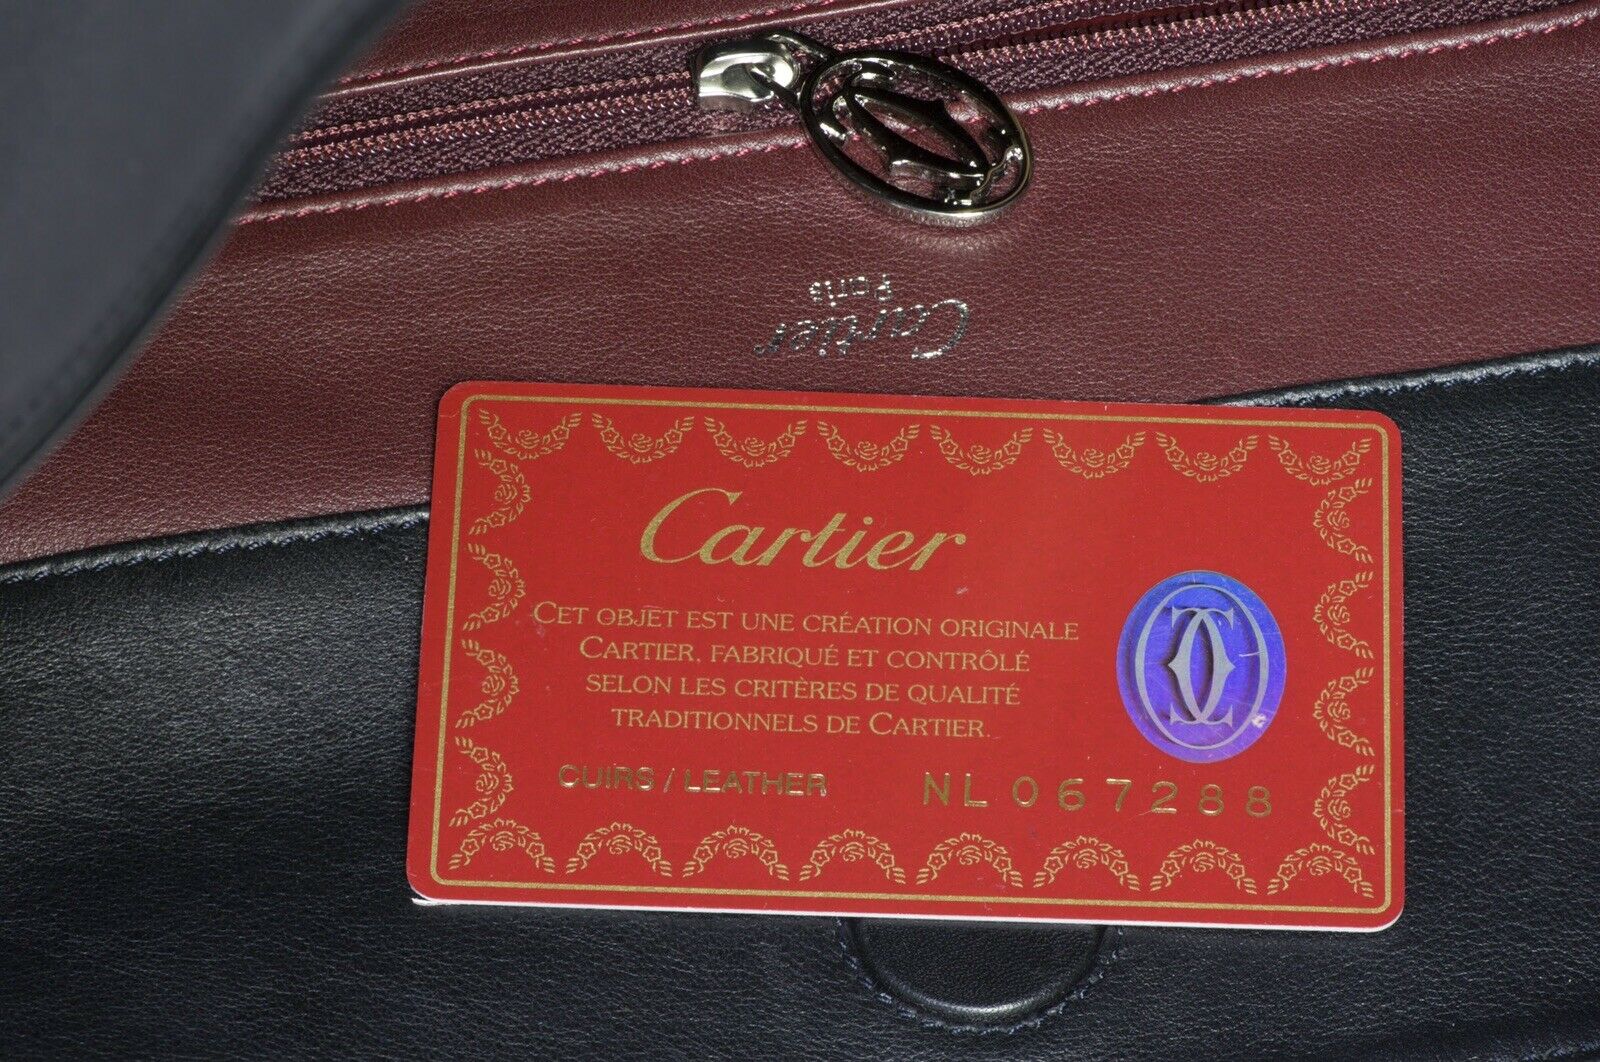 Cartier
Paris
Cartier
CET OBJET EST UNE CRÉATION ORIGINALE
CARTIER, FABRIQUÉ ET CONTRÔLÉ
SELON LES CRITÈRES DE QUALITÉ
TRADITIONNELS DE CARTIER.
CUIRS / LEATHER NL 067288